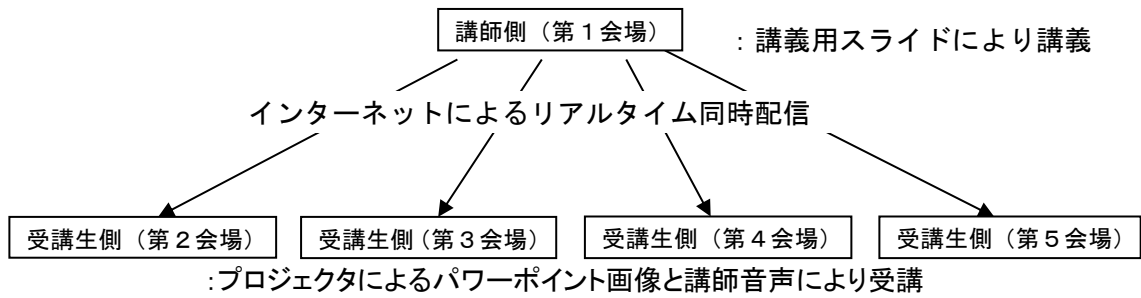 講師側（第１会場）
：講義用スライドにより講義
インターネットによるリアルタイム同時配信
受講生側（第２会場）
受講生側（第３会場）
受講生側（第４会場）
受講生側（第５会場）
：プロジェクタによるパワーポイント画像と講師音声により受講